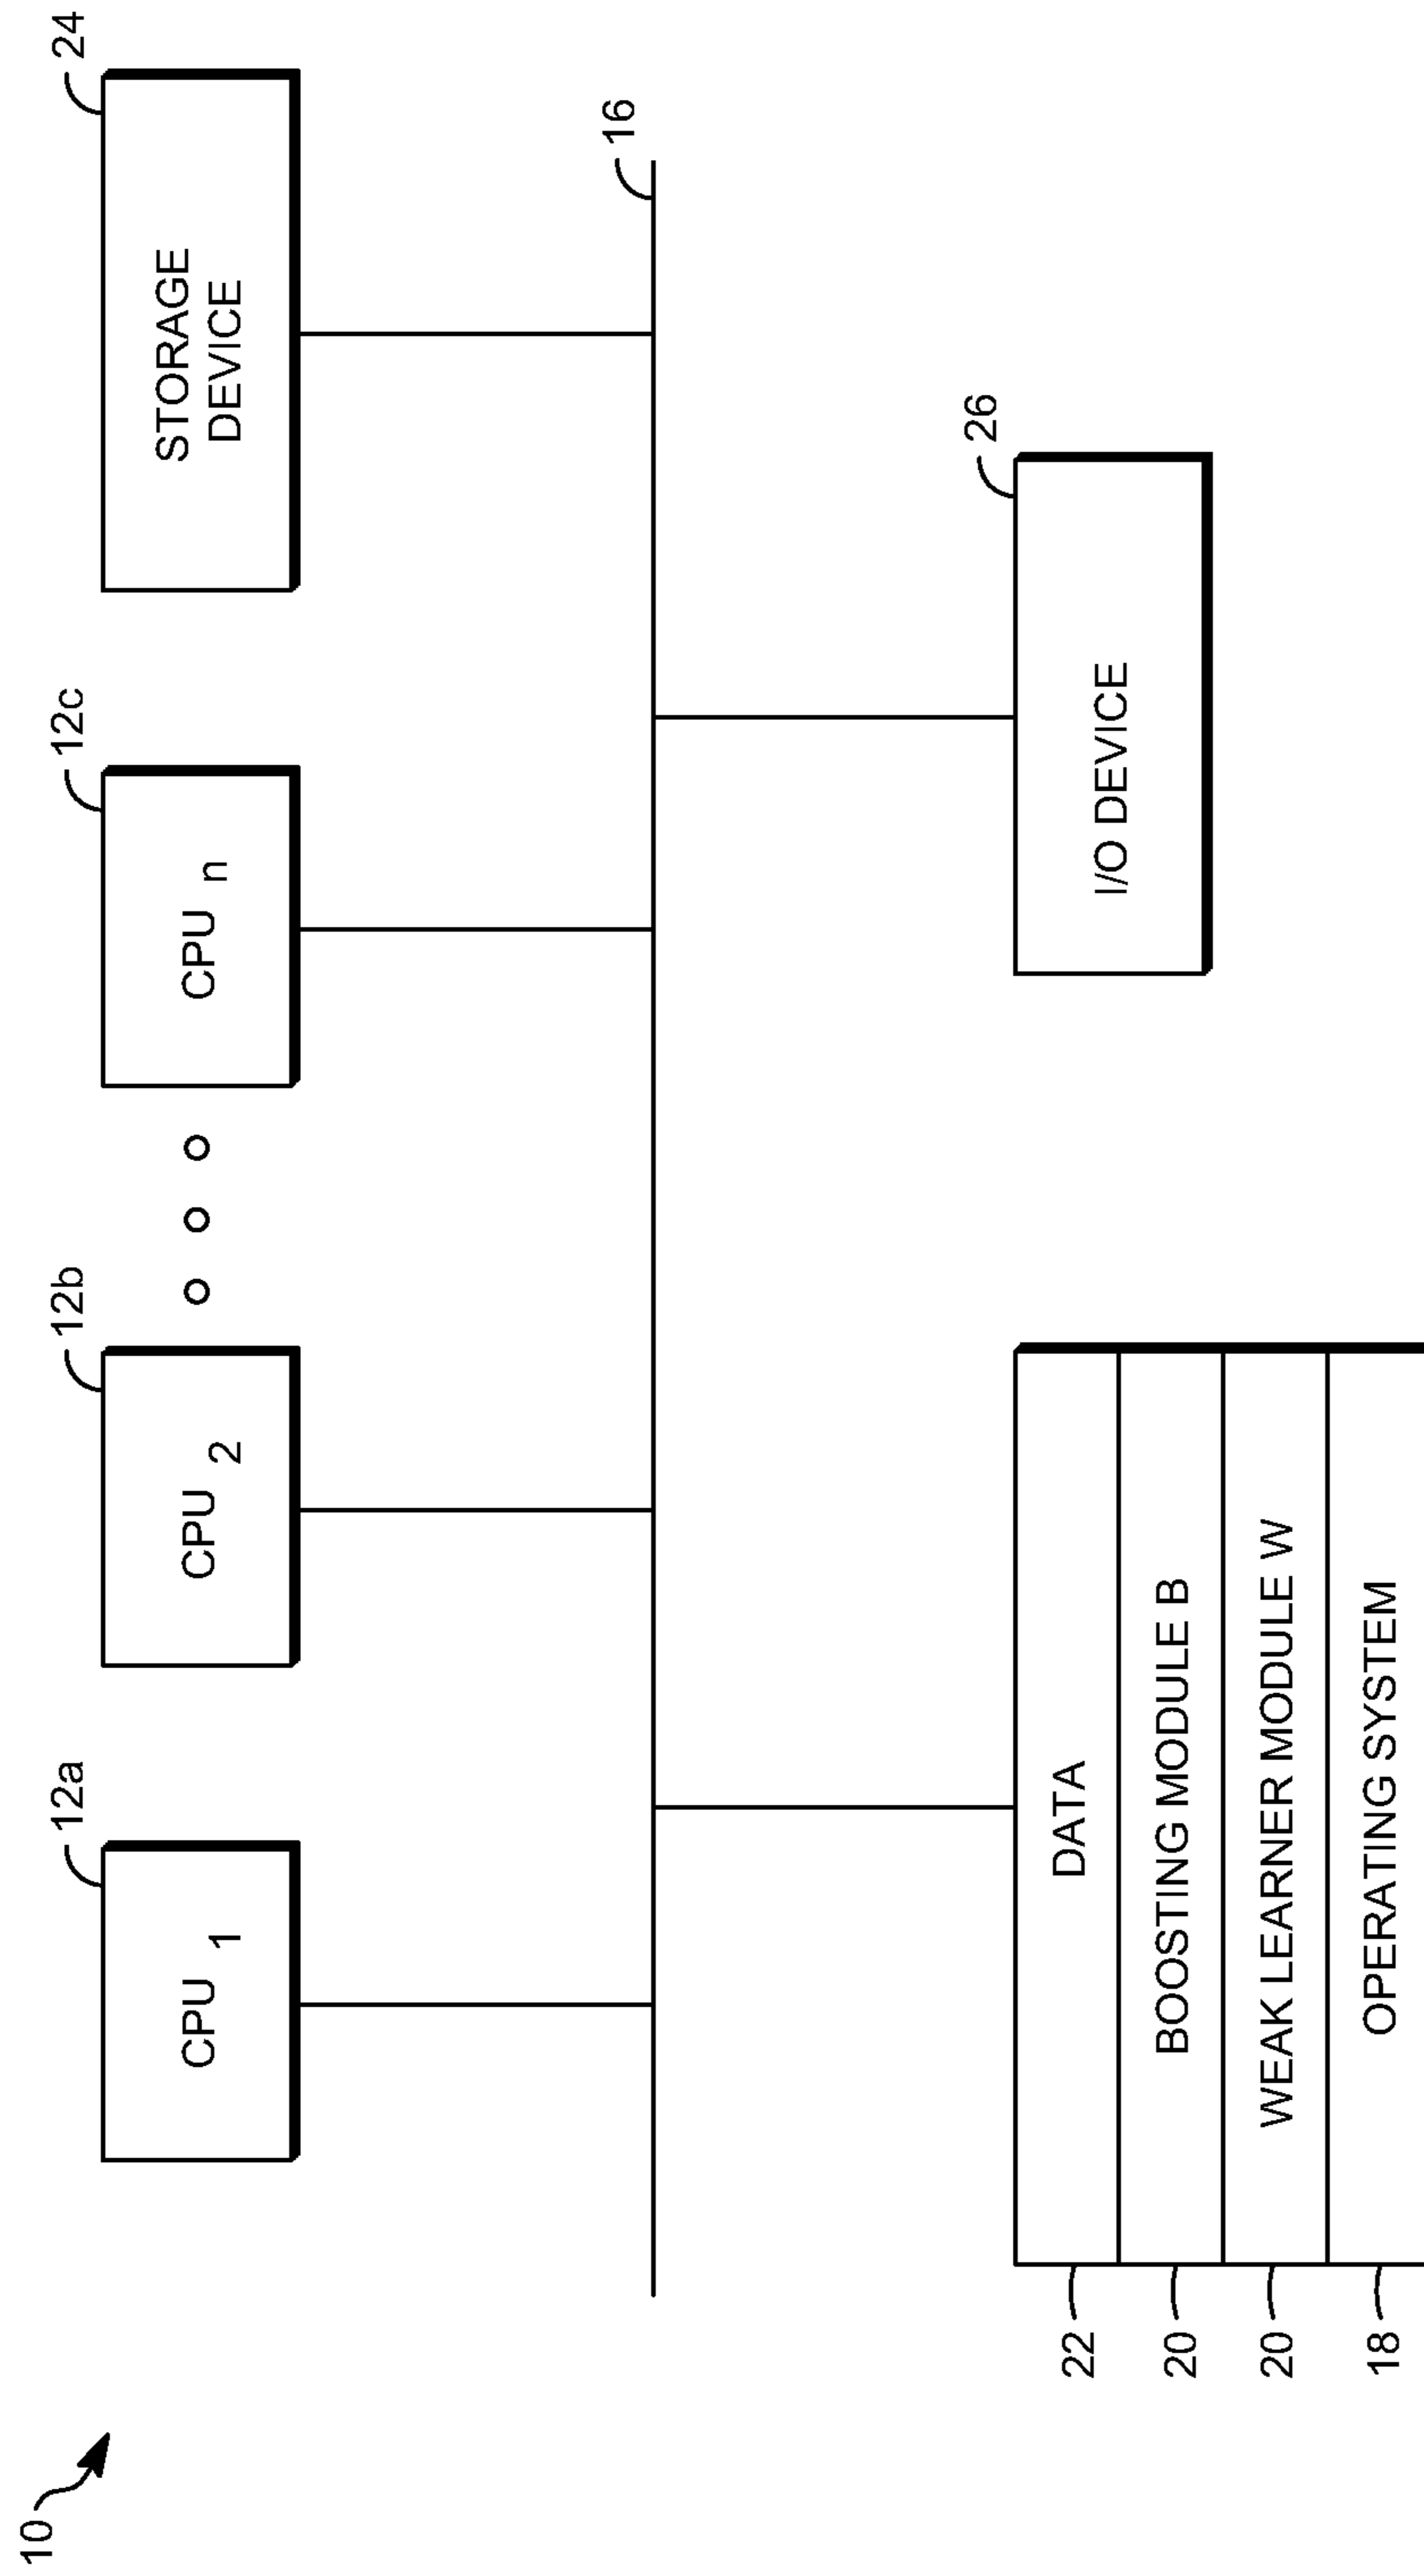 10
12a
12b
12c
24
CPU 1
CPU 2
CPU n
STORAGE
DEVICE
16
26
22
DATA
I/O DEVICE
20
BOOSTING MODULE B
20
WEAK LEARNER MODULE W
18
OPERATING SYSTEM